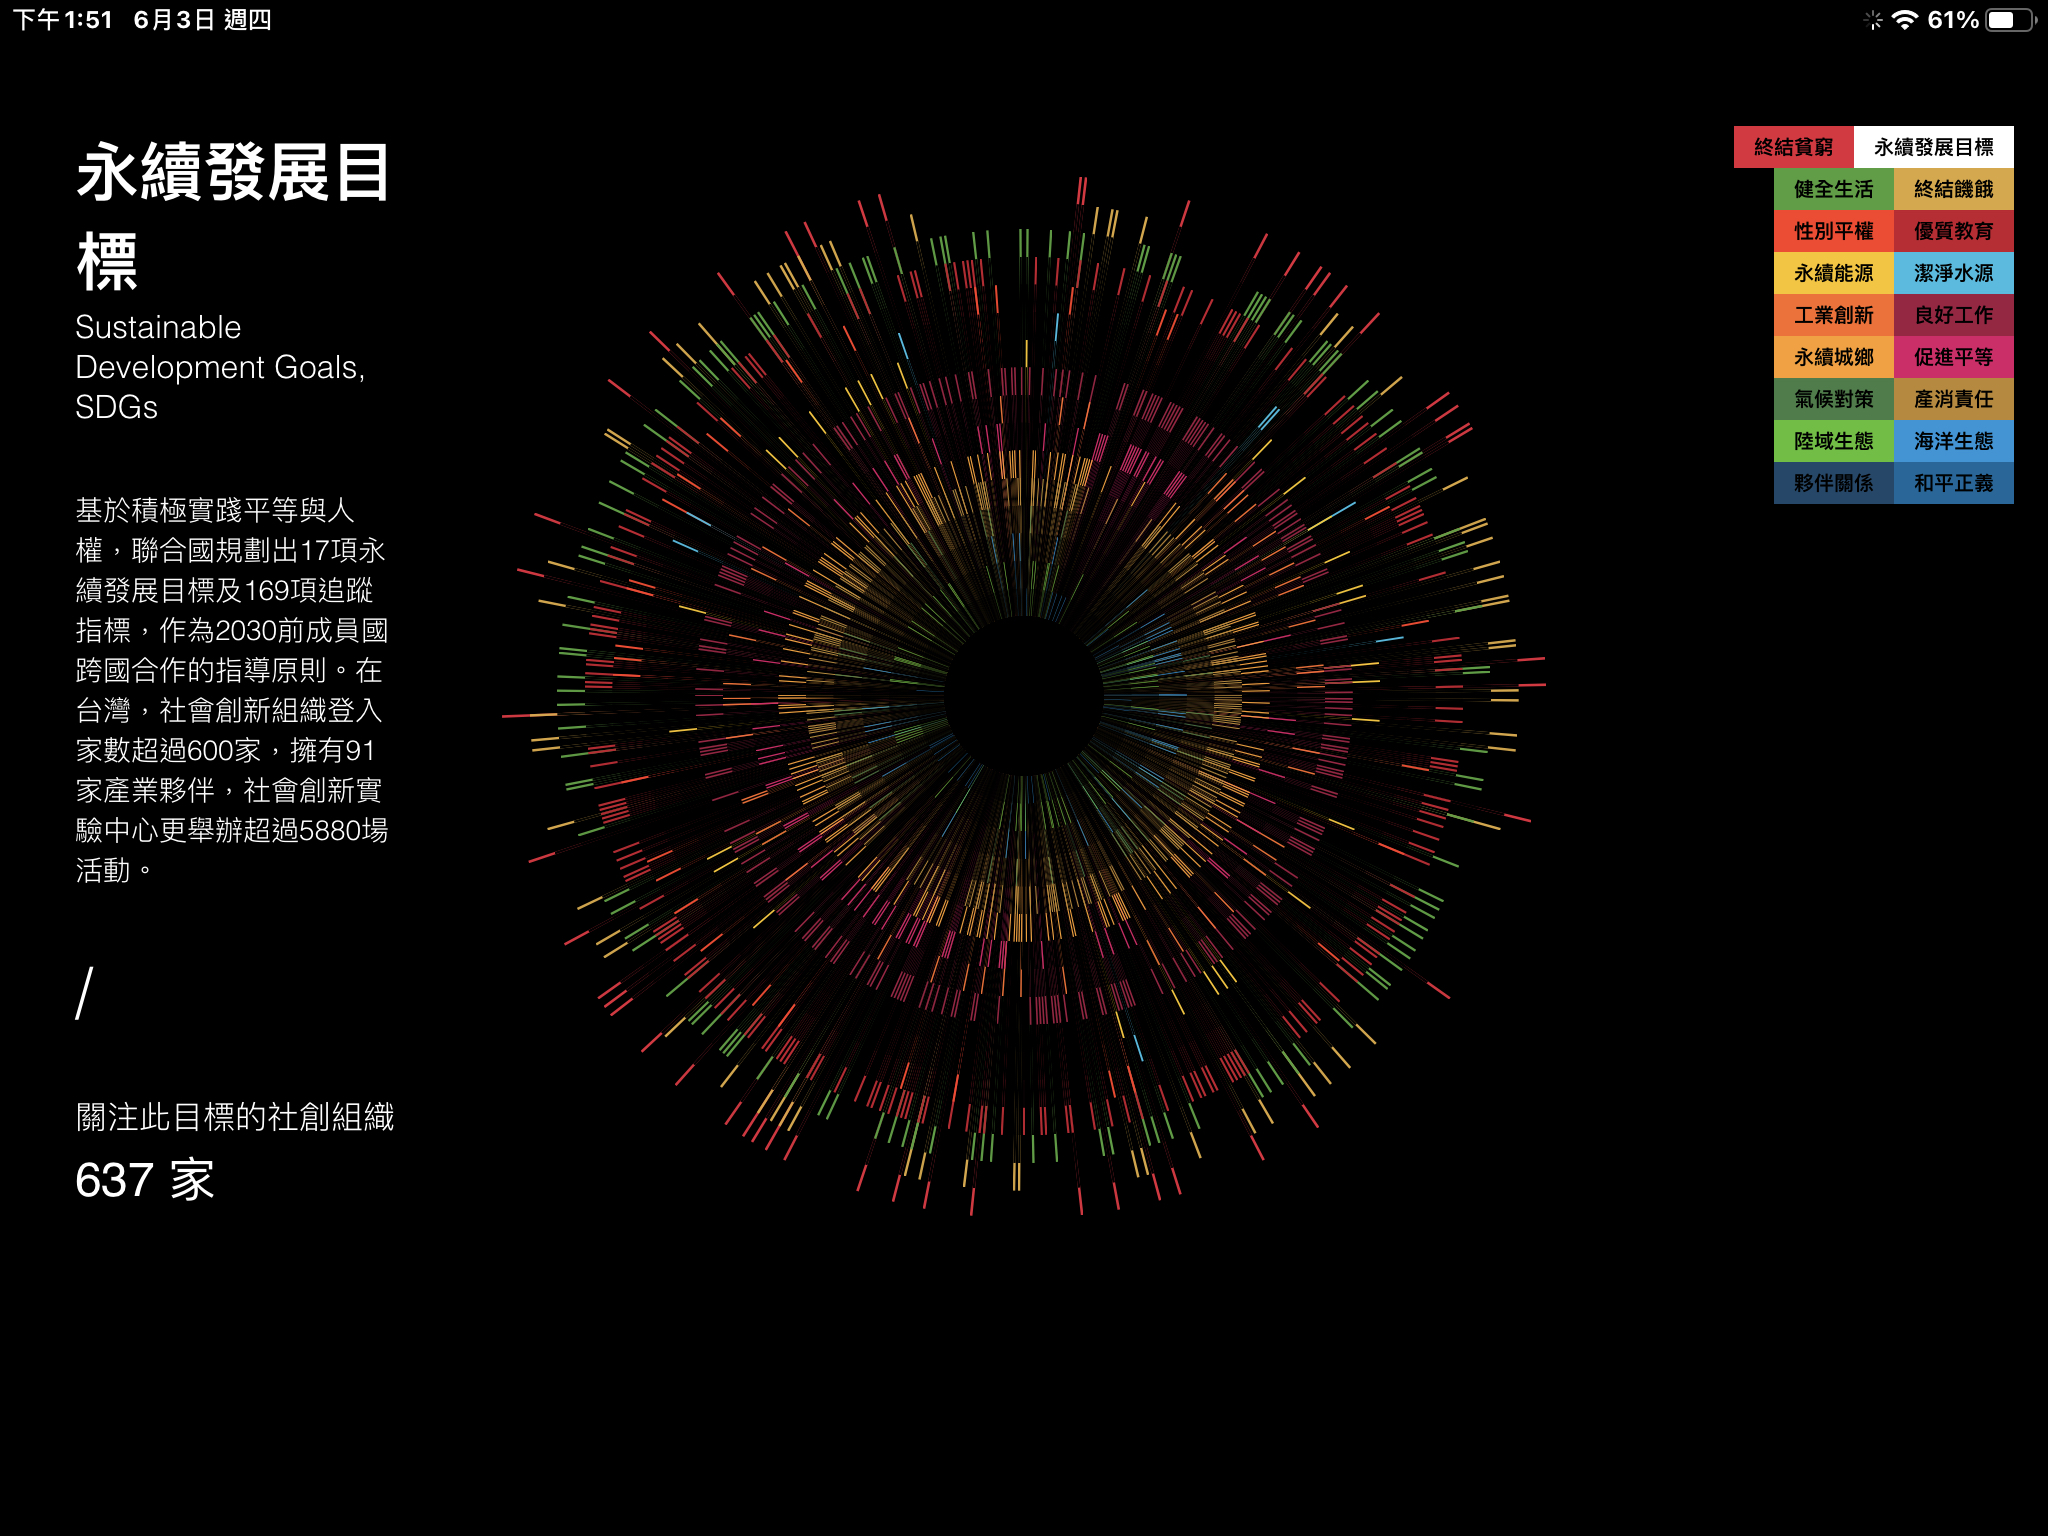 下午1:51 6月3日 週四
61%
永續發展目
標
Sustainable
Development Goals,
SDGs
基於積極實踐平等與人
權，聯合國規劃出17項永
續發展目標及169項追蹤
指標，作為2030前成員國
跨國合作的指導原則。在
台灣，社會創新組織登入
家數超過600家，擁有91
家產業夥伴，社會創新實
驗中心更舉辦超過5880場
活動。
/
關注此目標的社創組織
637 家
終結貧窮 永續發展目標
健全生活 終結饑餓
性別平權 優質教育
永續能源 潔淨水源
工業創新 良好工作
永續城鄉 促進平等
氣候對策 產消責任
陸域生態 海洋生態
夥伴關係 和平正義